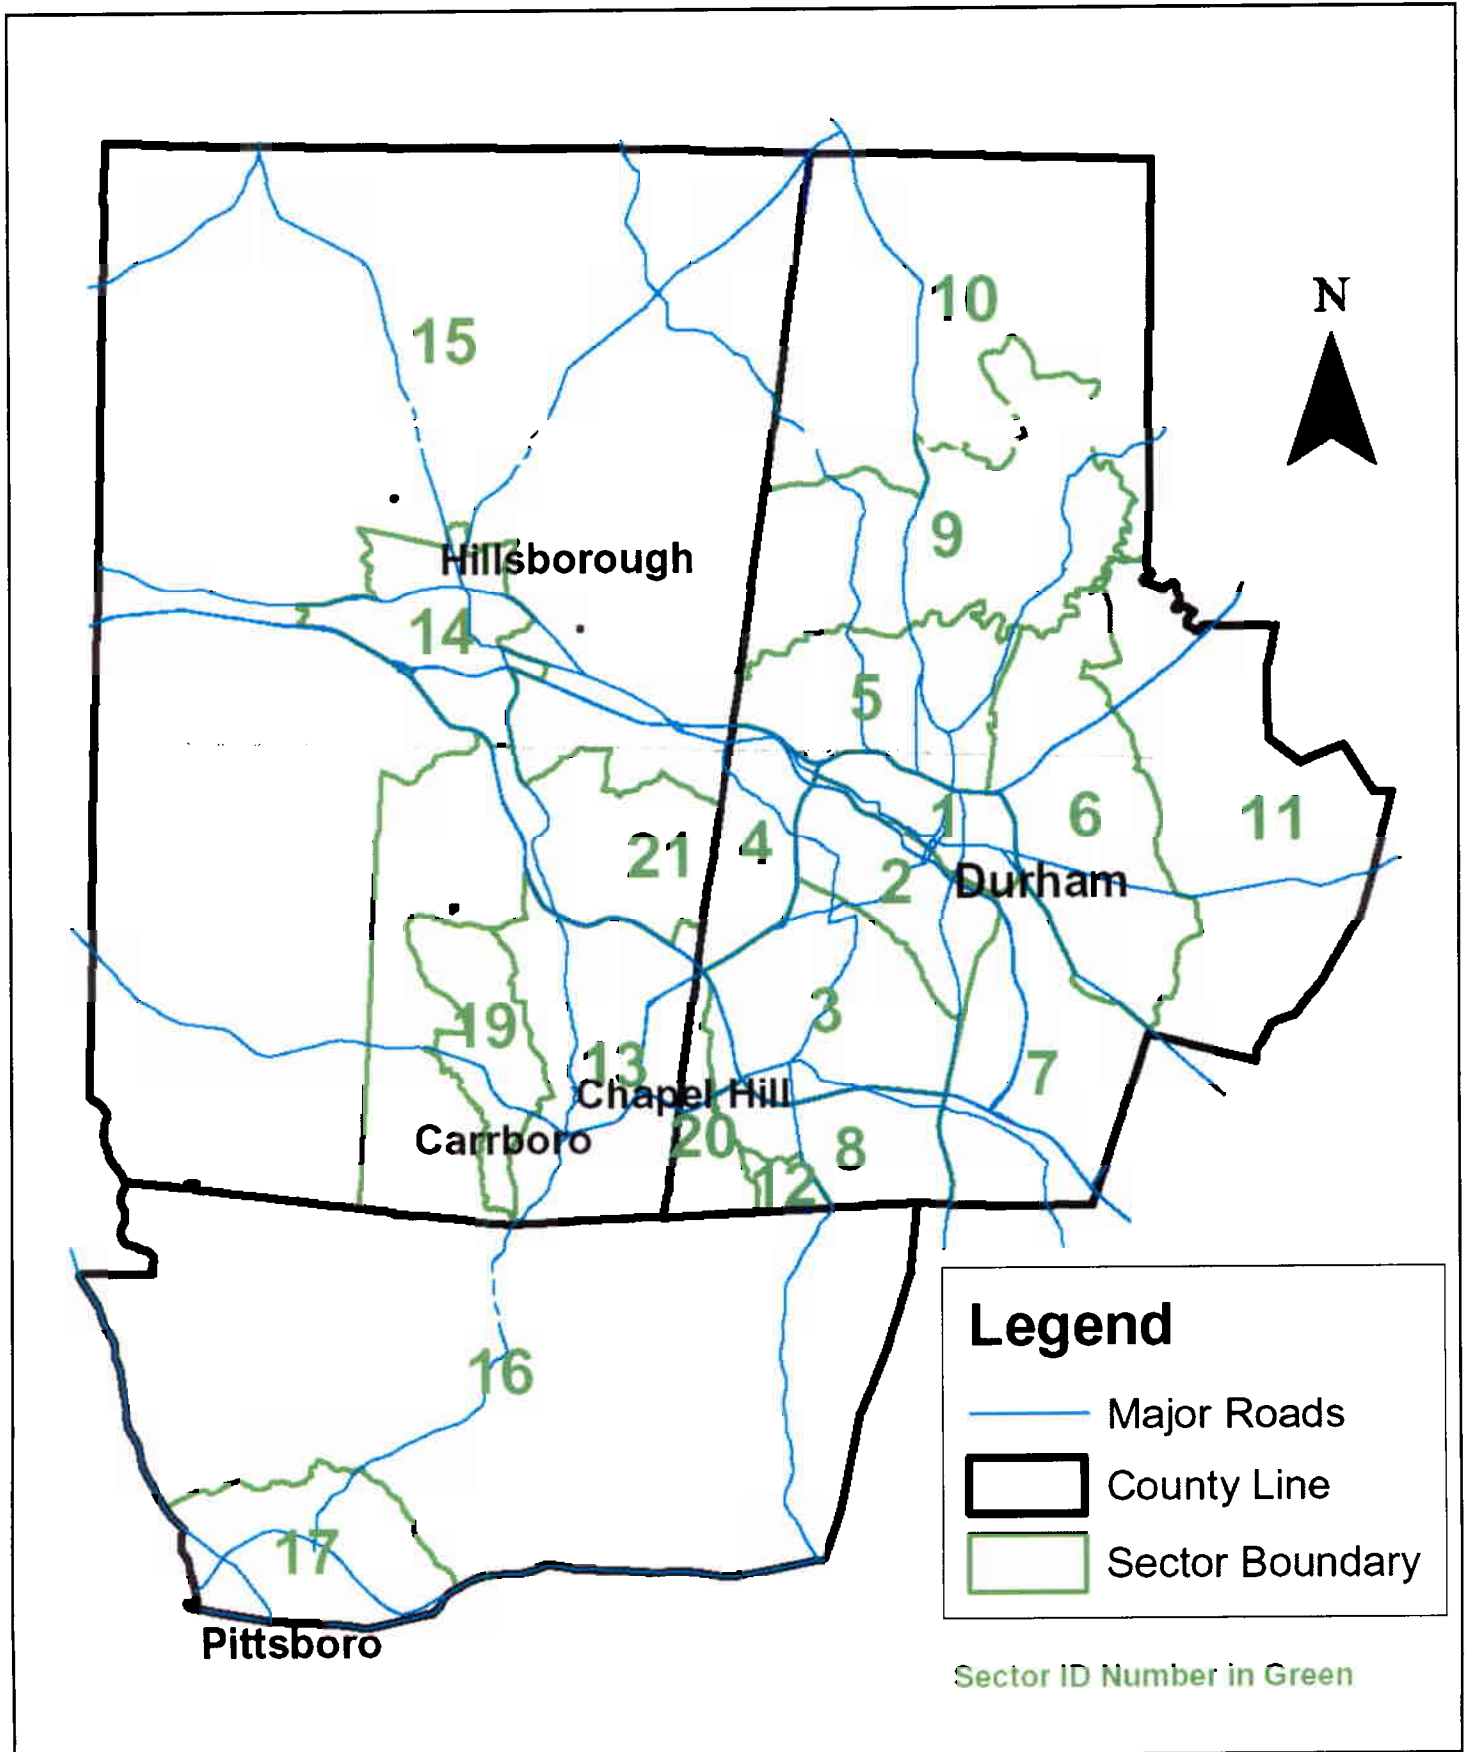 N
10
15
9
Hillsborough
14
5
1
6
11
4
21
2
Durham
3
19
13
7
Chapel Hill
20
Carrboro
8
12
Legend
Major Roads
16
County Line
17
Sector Boundary
Pittsboro
Sector ID Number in Green